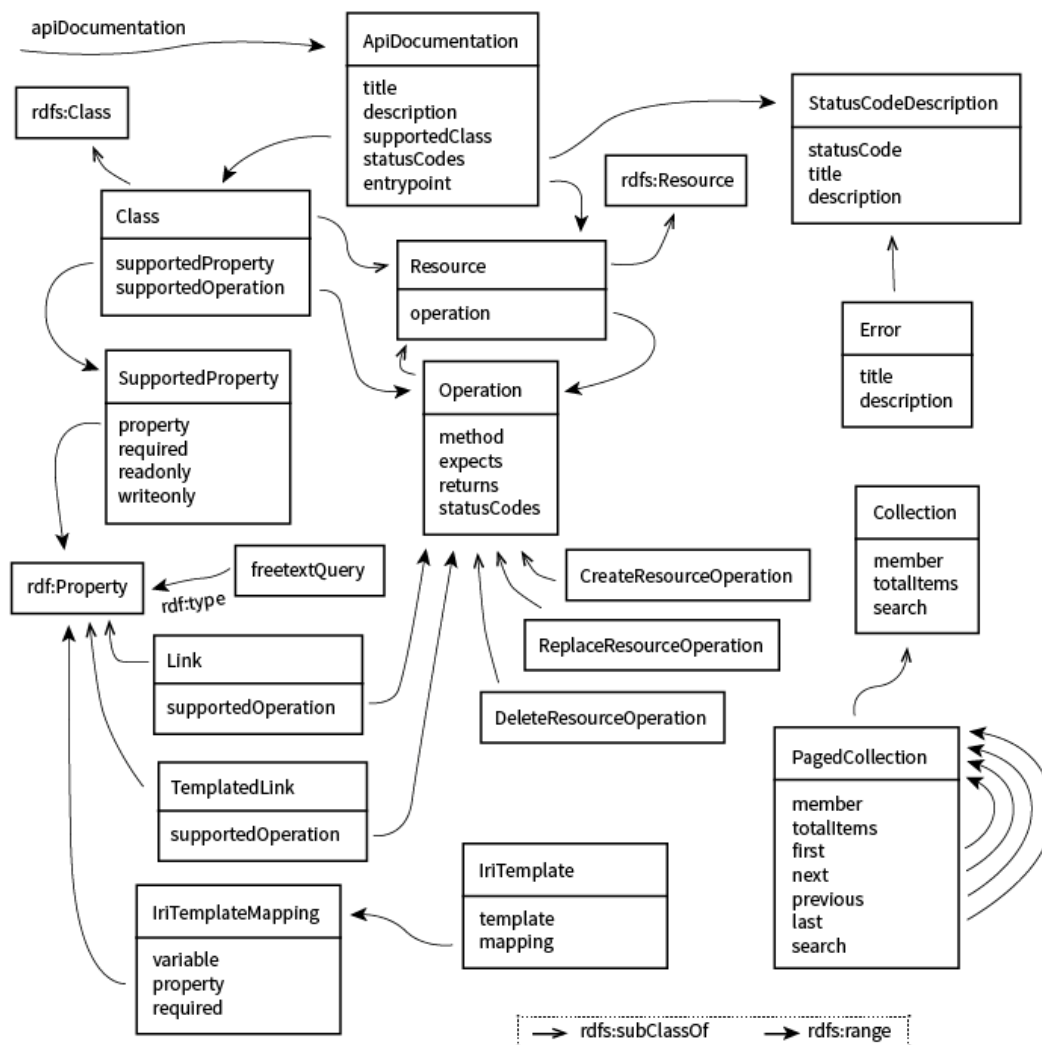 apiDocumentation
ApiDocumentation
title
description
supportedClass
statusCodes
entrypoint
rdfs:Class
StatusCodeDescription
statusCode
title
description
rdfs:Resource
Class
supportedProperty
supportedOperation
Resource
operation
Error
title
description
SupportedProperty
property
required
readonly
writeonly
Operation
method
expects
returns
statusCodes
Collection
member
totalItems
search
rdf:Property
rdf:type
freetextQuery
CreateResourceOperation
ReplaceResourceOperation
DeleteResourceOperation
Link
supportedOperation
TemplatedLink
supportedOperation
PagedCollection
member
totalItems
first
next
previous
last
search
IriTemplate
template
mapping
IriTemplateMapping
variable
property
required
rdfs:subClassOf
rdfs:range